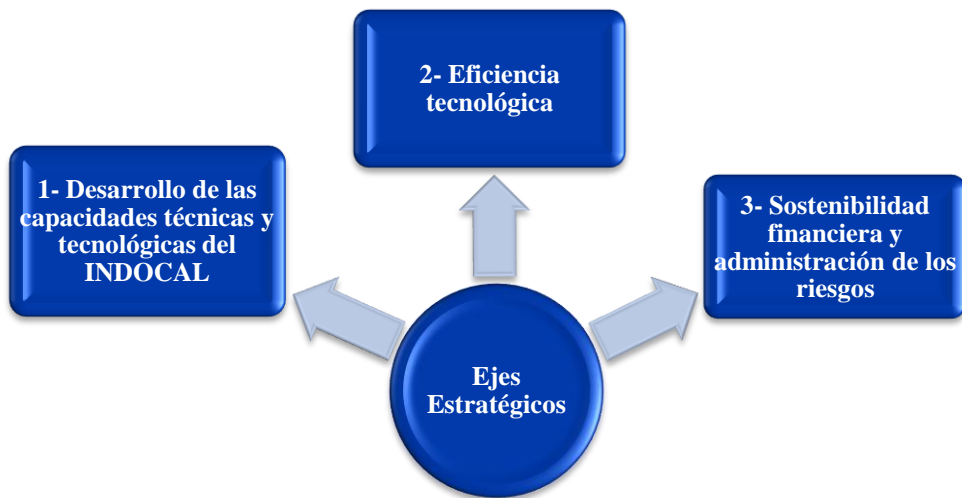 2- Eficiencia
tecnológica
1- Desarrollo de las
capacidades técnicas y
tecnológicas del
INDOCAL
3- Sostenibilidad
financiera y
administración de los
riesgos
Ejes
Estratégicos